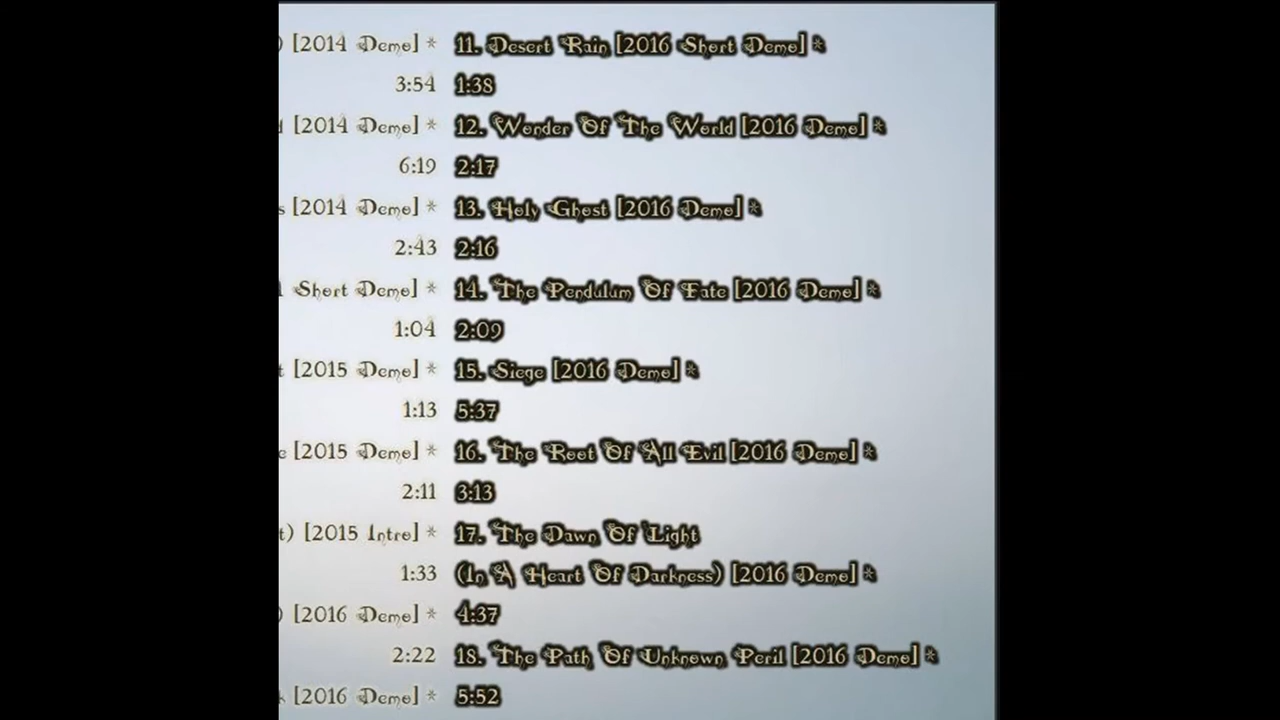 ) [2014 Demo] *
3:54
[2014 Demo] *
6:19
s [2014 Demo] *
2:43
Short Demo] *
1:04
t [2015 Demo] *
1:13
e [2015 Demo] *
2:11
t) [2015 Intro] *
1:33
) [2016 Demo] *
2:22
k [2016 Demo] *
11. Desert Rain [2016 Short Demo] *
1:38
12. Wonder Of The World [2016 Demo] *
2:17
13. Holy Ghost [2016 Demo] *
2:16
14. The Pendulum Of Fate [2016 Demo] *
2:09
15. Siege [2016 Demo] *
5:37
16. The Root Of All Evil [2016 Demo] *
3:13
17. The Dawn Of Light
(In A Heart Of Darkness) [2016 Demo] *
4:37
18. The Path Of Unknown Peril [2016 Demo] *
5:52